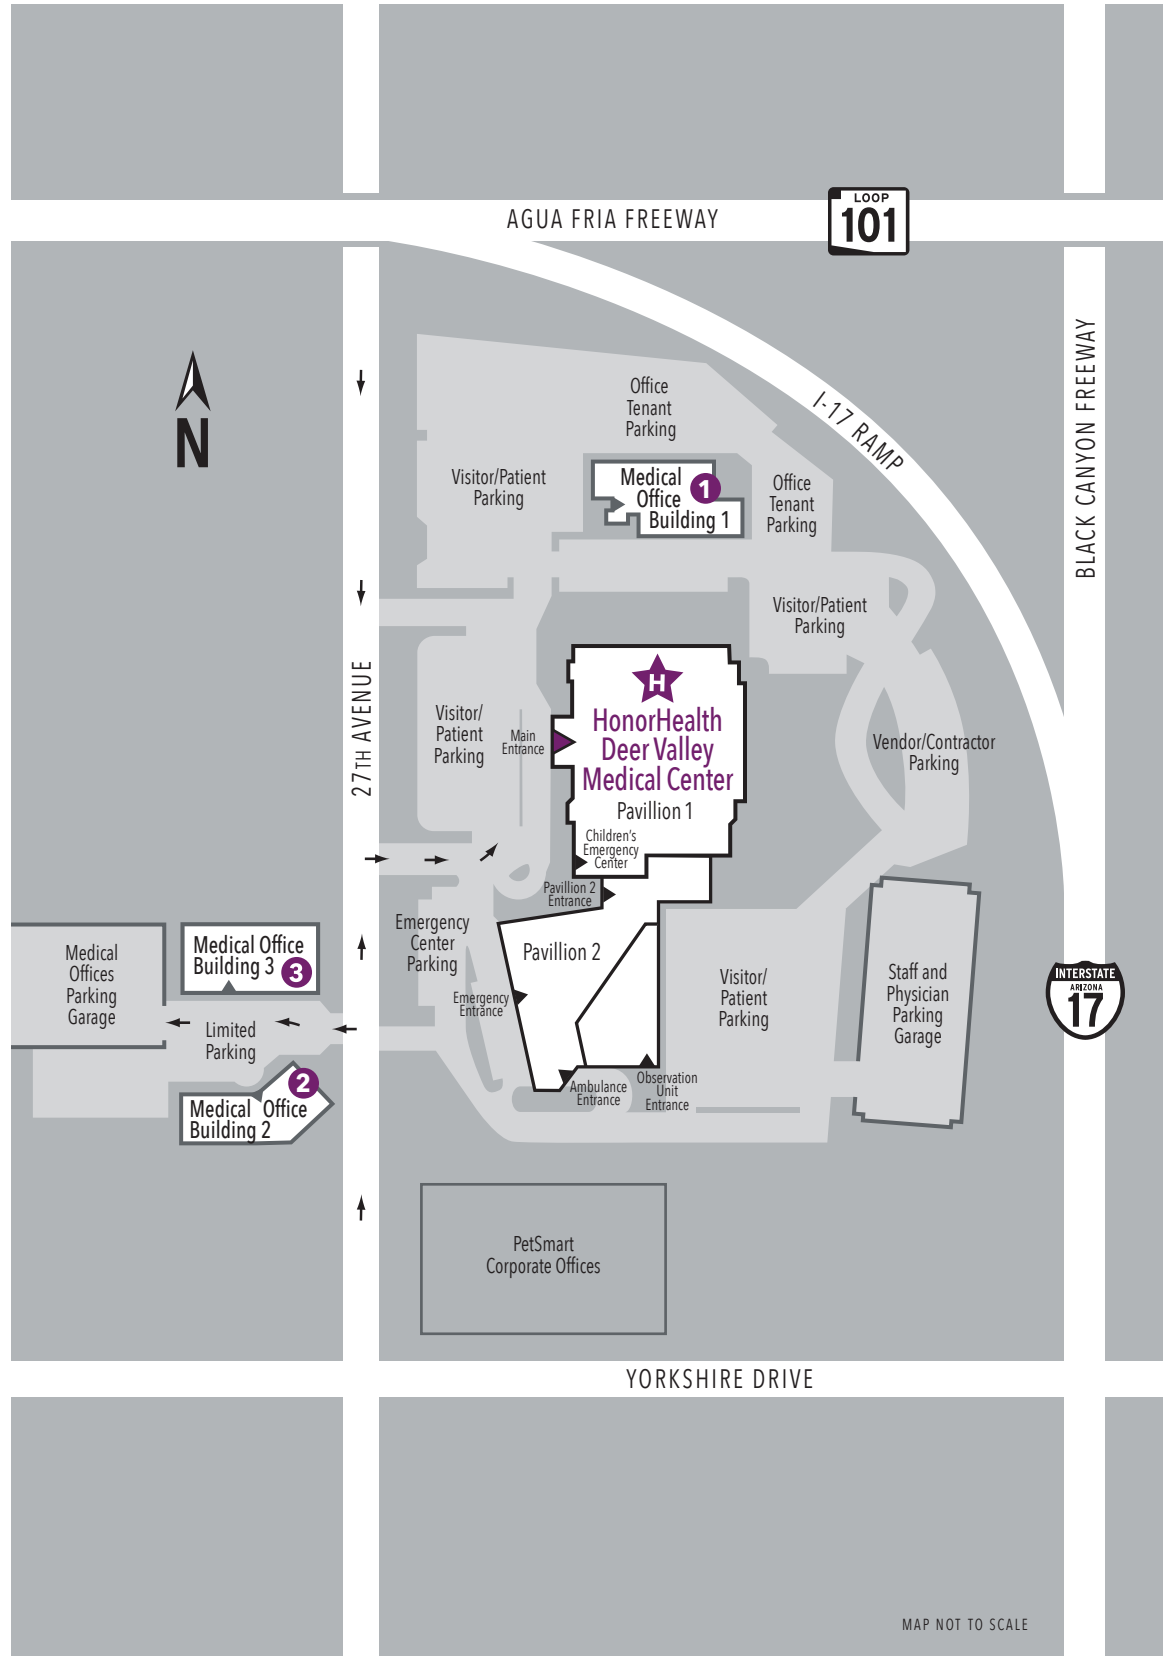 AGUA FRIA FREEWAY
LOOP
101
BLACK CANYON FREEWAY
I-17 RAMP
N
Office
Tenant
Parking
Visitor/Patient
Parking
Medical
Office
Building 1
1
Office
Tenant
Parking
Visitor/Patient
Parking
27TH AVENUE
H
HonorHealth
Deer Valley
Medical Center
Pavillion 1
Visitor/
Patient
Parking
Main
Entrance
Vendor/Contractor
Parking
Children's
Emergency
Center
Pavillion 2
Entrance
Emergency
Center
Parking
Pavillion 2
Medical Office
Building 3
3
Medical
Offices
Parking
Garage
Limited
Parking
Emergency
Entrance
Visitor/
Patient
Parking
Staff and
Physician
Parking
Garage
INTERSTATE
ARIZONA
17
2
Medical Office
Building 2
Ambulance
Entrance
Observation
Unit
Entrance
PetSmart
Corporate Offices
YORKSHIRE DRIVE
MAP NOT TO SCALE